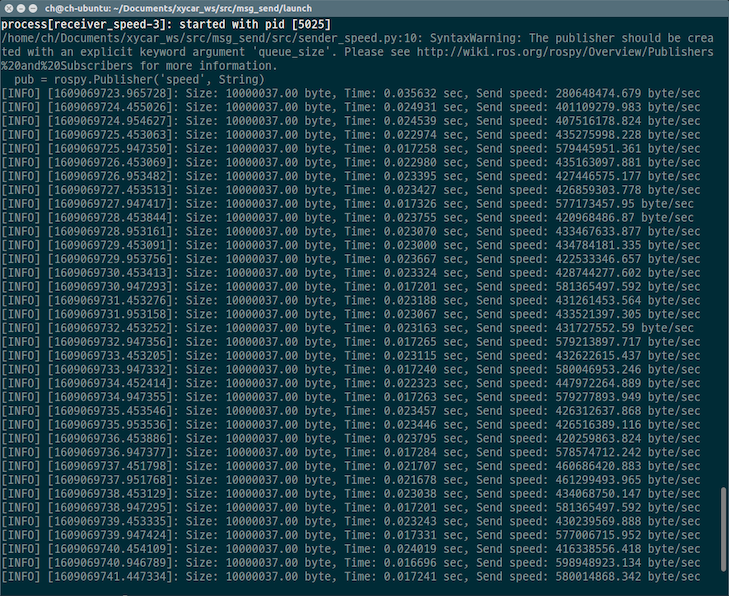 ch@ch-ubuntu: ~/Documents/xycar_ws/src/msg_send/launch
process[receiver_speed-3]: started with pid [5025]
/home/ch/Documents/xycar_ws/src/msg_send/src/sender_speed.py:10: SyntaxWarning: The publisher should be crea
ted with an explicit keyword argument 'queue_size'. Please see http://wiki.ros.org/rospy/Overview/Publishers
%20and%20Subscribers for more information.
  pub = rospy.Publisher('speed', String)
[INFO] [1609069723.965728]: Size: 10000037.00 byte, Time: 0.035632 sec, Send speed: 280648474.679 byte/sec
[INFO] [1609069724.455026]: Size: 10000037.00 byte, Time: 0.024931 sec, Send speed: 401109279.983 byte/sec
[INFO] [1609069724.954627]: Size: 10000037.00 byte, Time: 0.024539 sec, Send speed: 407516178.824 byte/sec
[INFO] [1609069725.453063]: Size: 10000037.00 byte, Time: 0.022974 sec, Send speed: 435275998.228 byte/sec
[INFO] [1609069725.947350]: Size: 10000037.00 byte, Time: 0.017258 sec, Send speed: 579445951.361 byte/sec
[INFO] [1609069726.453069]: Size: 10000037.00 byte, Time: 0.022980 sec, Send speed: 435163097.881 byte/sec
[INFO] [1609069726.953482]: Size: 10000037.00 byte, Time: 0.023395 sec, Send speed: 427446575.177 byte/sec
[INFO] [1609069727.453513]: Size: 10000037.00 byte, Time: 0.023427 sec, Send speed: 426859303.778 byte/sec
[INFO] [1609069727.947417]: Size: 10000037.00 byte, Time: 0.017326 sec, Send speed: 577173457.95 byte/sec
[INFO] [1609069728.453844]: Size: 10000037.00 byte, Time: 0.023755 sec, Send speed: 420968486.87 byte/sec
[INFO] [1609069728.953161]: Size: 10000037.00 byte, Time: 0.023070 sec, Send speed: 433467633.877 byte/sec
[INFO] [1609069729.453091]: Size: 10000037.00 byte, Time: 0.023000 sec, Send speed: 434784181.335 byte/sec
[INFO] [1609069729.953756]: Size: 10000037.00 byte, Time: 0.023667 sec, Send speed: 422533346.657 byte/sec
[INFO] [1609069730.453413]: Size: 10000037.00 byte, Time: 0.023324 sec, Send speed: 428744277.602 byte/sec
[INFO] [1609069730.947293]: Size: 10000037.00 byte, Time: 0.017201 sec, Send speed: 581365497.592 byte/sec
[INFO] [1609069731.453276]: Size: 10000037.00 byte, Time: 0.023188 sec, Send speed: 431261453.564 byte/sec
[INFO] [1609069731.953158]: Size: 10000037.00 byte, Time: 0.023067 sec, Send speed: 433521397.305 byte/sec
[INFO] [1609069732.453252]: Size: 10000037.00 byte, Time: 0.023163 sec, Send speed: 431727552.59 byte/sec
[INFO] [1609069732.947356]: Size: 10000037.00 byte, Time: 0.017265 sec, Send speed: 579213897.717 byte/sec
[INFO] [1609069733.453205]: Size: 10000037.00 byte, Time: 0.023115 sec, Send speed: 432622615.437 byte/sec
[INFO] [1609069733.947332]: Size: 10000037.00 byte, Time: 0.017240 sec, Send speed: 580046953.246 byte/sec
[INFO] [1609069734.452414]: Size: 10000037.00 byte, Time: 0.022323 sec, Send speed: 447972264.889 byte/sec
[INFO] [1609069734.947355]: Size: 10000037.00 byte, Time: 0.017263 sec, Send speed: 579277893.949 byte/sec
[INFO] [1609069735.453546]: Size: 10000037.00 byte, Time: 0.023457 sec, Send speed: 426312637.868 byte/sec
[INFO] [1609069735.953536]: Size: 10000037.00 byte, Time: 0.023446 sec, Send speed: 426516389.116 byte/sec
[INFO] [1609069736.453886]: Size: 10000037.00 byte, Time: 0.023795 sec, Send speed: 420259863.824 byte/sec
[INFO] [1609069736.947377]: Size: 10000037.00 byte, Time: 0.017284 sec, Send speed: 578574712.242 byte/sec
[INFO] [1609069737.451798]: Size: 10000037.00 byte, Time: 0.021707 sec, Send speed: 460686420.883 byte/sec
[INFO] [1609069737.951768]: Size: 10000037.00 byte, Time: 0.021678 sec, Send speed: 461299493.965 byte/sec
[INFO] [1609069738.453129]: Size: 10000037.00 byte, Time: 0.023038 sec, Send speed: 434068750.147 byte/sec
[INFO] [1609069738.947295]: Size: 10000037.00 byte, Time: 0.017201 sec, Send speed: 581365497.592 byte/sec
[INFO] [1609069739.453335]: Size: 10000037.00 byte, Time: 0.023243 sec, Send speed: 430239569.888 byte/sec
[INFO] [1609069739.947424]: Size: 10000037.00 byte, Time: 0.017331 sec, Send speed: 577006715.952 byte/sec
[INFO] [1609069740.454109]: Size: 10000037.00 byte, Time: 0.024019 sec, Send speed: 416338556.418 byte/sec
[INFO] [1609069740.946789]: Size: 10000037.00 byte, Time: 0.016696 sec, Send speed: 598948923.134 byte/sec
[INFO] [1609069741.447334]: Size: 10000037.00 byte, Time: 0.017241 sec, Send speed: 580014868.342 byte/sec